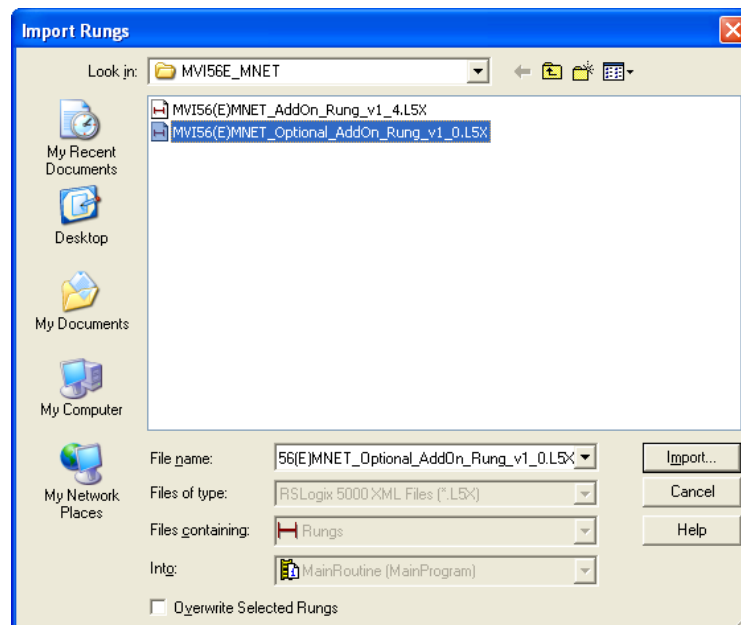 Import Rungs
Look in: MVI56E_MNET
MVI56(E)MNET_AddOn_Rung_v1_4.L5X
MVI56(E)MNET_Optional_AddOn_Rung_v1_0.L5X
My Recent
Documents
Desktop
My Documents
My Computer
My Network
Places
File name: 56(E)MNET_Optional_AddOn_Rung_v1_0.L5X
Import...
Files of type: RSLogix 5000 XML Files (*.L5X)
Cancel
Files containing: Rungs
Help
Into: MainRoutine (MainProgram)
Overwrite Selected Rungs